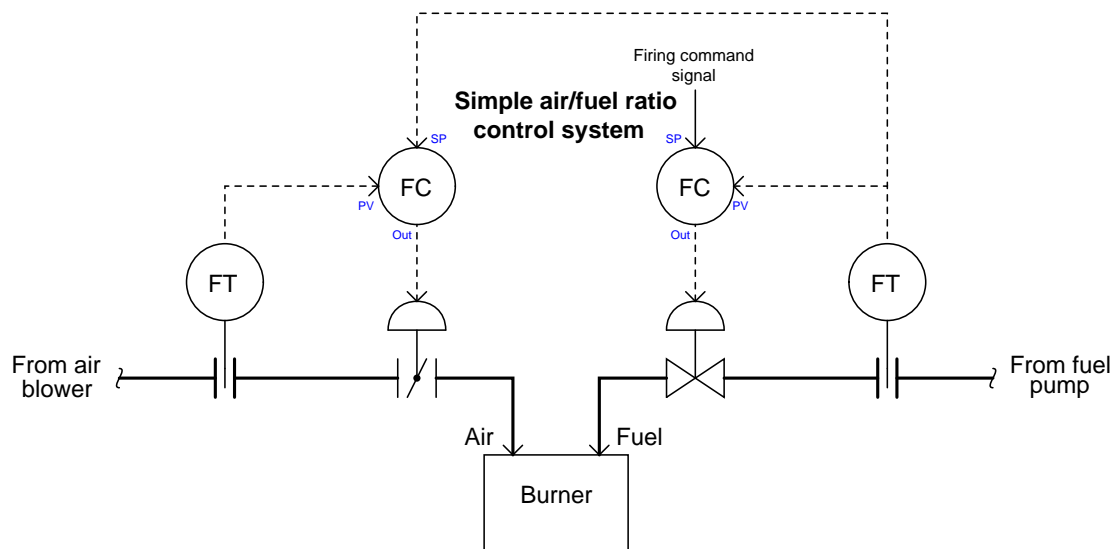 Firing command
signal
Simple air/fuel ratio
control system
SP
SP
FC
FC
PV
PV
Out
Out
FT
FT
From air
blower
From fuel
pump
Air
Fuel
Burner